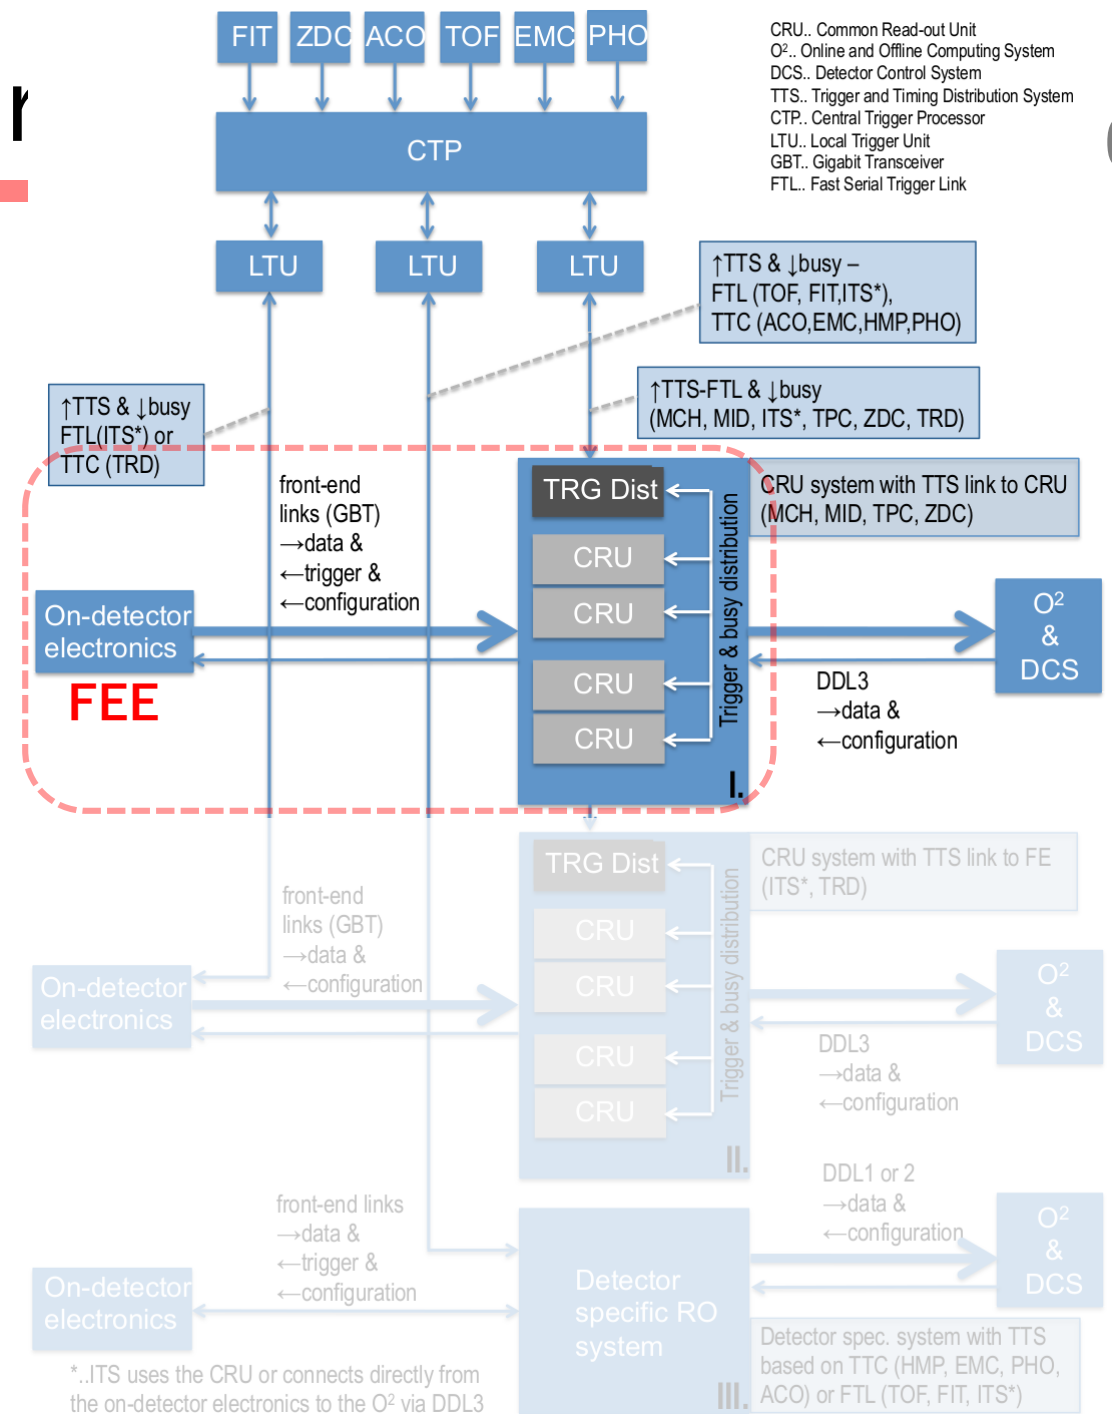 FIT ZDC ACO TOF EMC PHO
CRU.. Common Read-out Unit
O².. Online and Offline Computing System
DCS.. Detector Control System
TTS.. Trigger and Timing Distribution System
CTP.. Central Trigger Processor
LTU.. Local Trigger Unit
GBT.. Gigabit Transceiver
FTL.. Fast Serial Trigger Link
CTP
LTU LTU LTU
↑TTS & ↓busy –
FTL (TOF, FIT,ITS*),
TTC (ACO,EMC,HMP,PHO)
↑TTS-FTL & ↓busy
(MCH, MID, ITS*, TPC, ZDC, TRD)
↑TTS & ↓busy
FTL(ITS*) or
TTC (TRD)
front-end
links (GBT)
→data &
←trigger &
←configuration
TRG Dist
CRU
CRU
CRU
CRU
Trigger & busy distribution
I.
CRU system with TTS link to CRU
(MCH, MID, TPC, ZDC)
On-detector
electronics
FEE
O²
&
DCS
DDL3
→data &
←configuration
TRG Dist
CRU
CRU
CRU
CRU
Trigger & busy distribution
II.
CRU system with TTS link to FE
(ITS*, TRD)
front-end
links (GBT)
→data &
←configuration
On-detector
electronics
O²
&
DCS
DDL3
→data &
←configuration
front-end links
→data &
←trigger &
←configuration
On-detector
electronics
Detector
specific RO
system
III.
DDL1 or 2
→data &
←configuration
O²
&
DCS
Detector spec. system with TTS
based on TTC (HMP, EMC, PHO,
ACO) or FTL (TOF, FIT, ITS*)
*..ITS uses the CRU or connects directly from
the on-detector electronics to the O² via DDL3